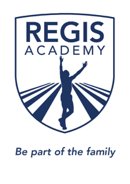 REGIS
ACADEMY
Be part of the family